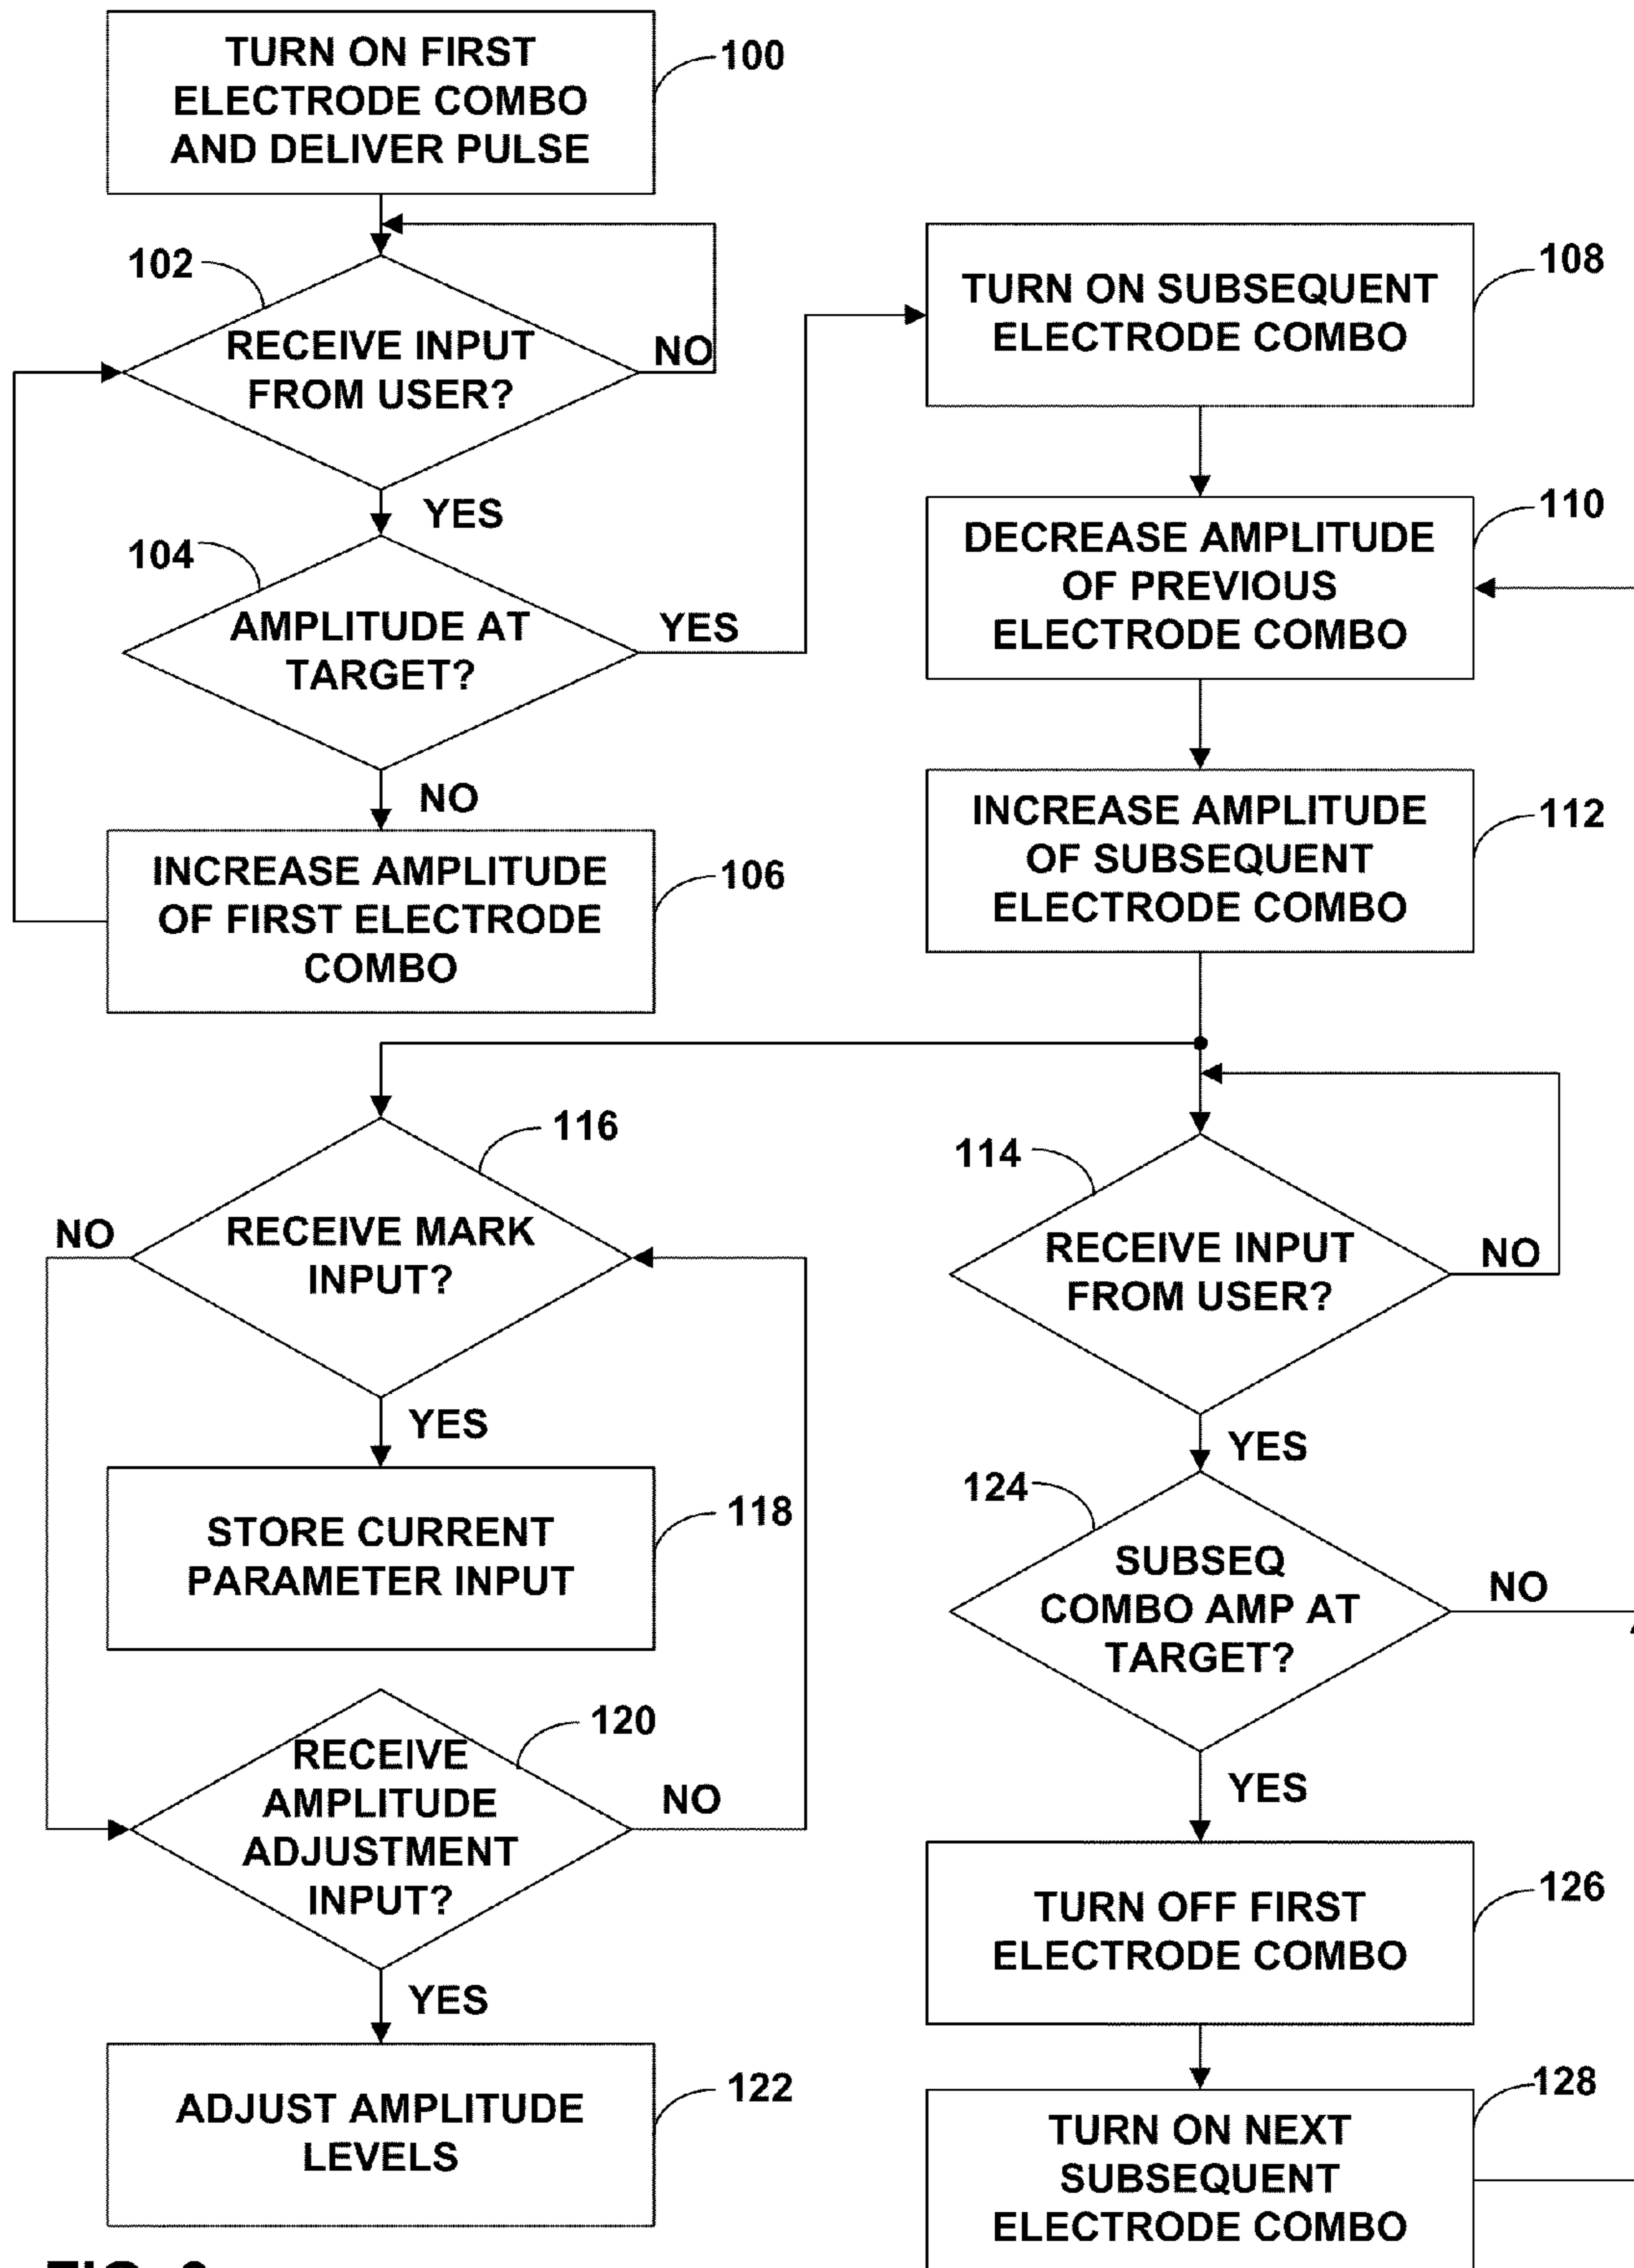 TURN ON FIRST
ELECTRODE COMBO
AND DELIVER PULSE
100
102
RECEIVE INPUT
FROM USER?
NO
YES
104
AMPLITUDE AT
TARGET?
YES
NO
INCREASE AMPLITUDE
OF FIRST ELECTRODE
COMBO
106
TURN ON SUBSEQUENT
ELECTRODE COMBO
108
DECREASE AMPLITUDE
OF PREVIOUS
ELECTRODE COMBO
110
INCREASE AMPLITUDE
OF SUBSEQUENT
ELECTRODE COMBO
112
116
RECEIVE MARK
INPUT?
NO
YES
STORE CURRENT
PARAMETER INPUT
118
120
RECEIVE
AMPLITUDE
ADJUSTMENT
INPUT?
NO
YES
ADJUST AMPLITUDE
LEVELS
122
114
RECEIVE INPUT
FROM USER?
NO
YES
124
SUBSEQ
COMBO AMP AT
TARGET?
NO
YES
TURN OFF FIRST
ELECTRODE COMBO
126
TURN ON NEXT
SUBSEQUENT
ELECTRODE COMBO
128